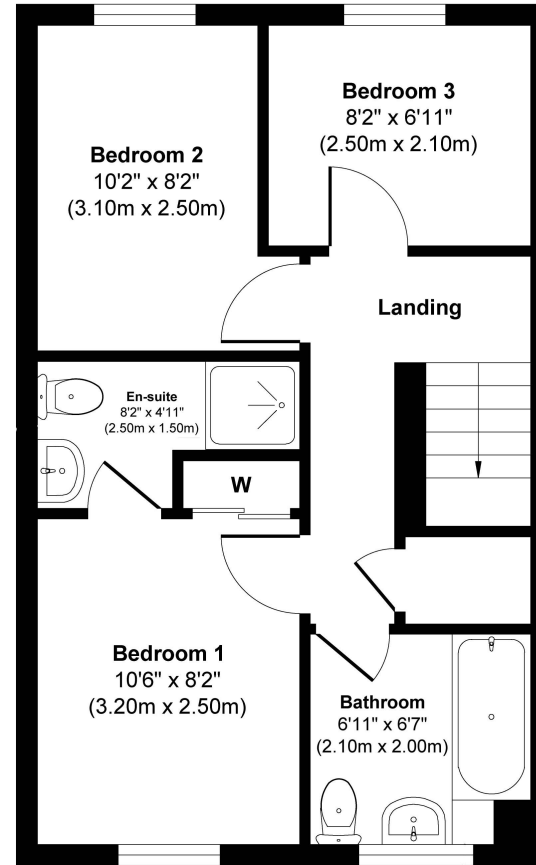 Bedroom 3
8'2" x 6'11"
(2.50m x 2.10m)
Bedroom 2
10'2" x 8'2"
(3.10m x 2.50m)
Landing
En-suite
8'2" x 4'11"
(2.50m x 1.50m)
W
Bedroom 1
10'6" x 8'2"
(3.20m x 2.50m)
Bathroom
6'11" x 6'7"
(2.10m x 2.00m)